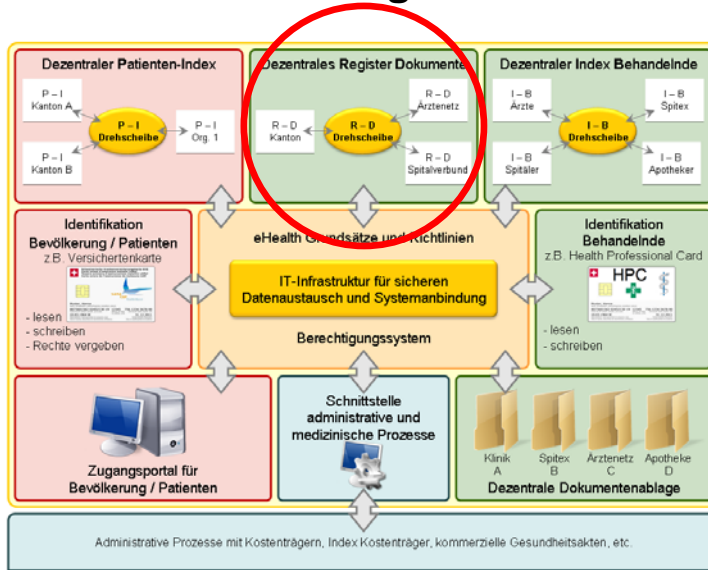 Dezentraler Patienten-Index
P – I
Kanton A
P – I
Drehscheibe
P – I
Org. 1
P – I
Kanton B
Dezentrales Register Dokumente
R – D
Ärztenetz
R – D
Kanton
R – D
Drehscheibe
R – D
Spitalverbund
Dezentraler Index Behandelnde
I – B
Ärzte
I – B
Spitex
I – B
Drehscheibe
I – B
Spitäler
I – B
Apotheker
Identifikation
Bevölkerung / Patienten
z.B. Versichertenkarte
- lesen
- schreiben
- Rechte vergeben
eHealth Grundsätze und Richtlinien
IT-Infrastruktur für sicheren
Datenaustausch und Systemanbindung
Berechtigungssystem
Identifikation
Behandelnde
z.B. Health Professional Card
HPC
- lesen
- schreiben
Zugangsportal für
Bevölkerung / Patienten
Schnittstelle
administrative und
medizinische Prozesse
Klinik
A
Spitex
B
Ärztenetz
C
Apotheke
D
Dezentrale Dokumentenablage
Administrative Prozesse mit Kostenträgern, Index Kostenträger, kommerzielle Gesundheitsakten, etc.